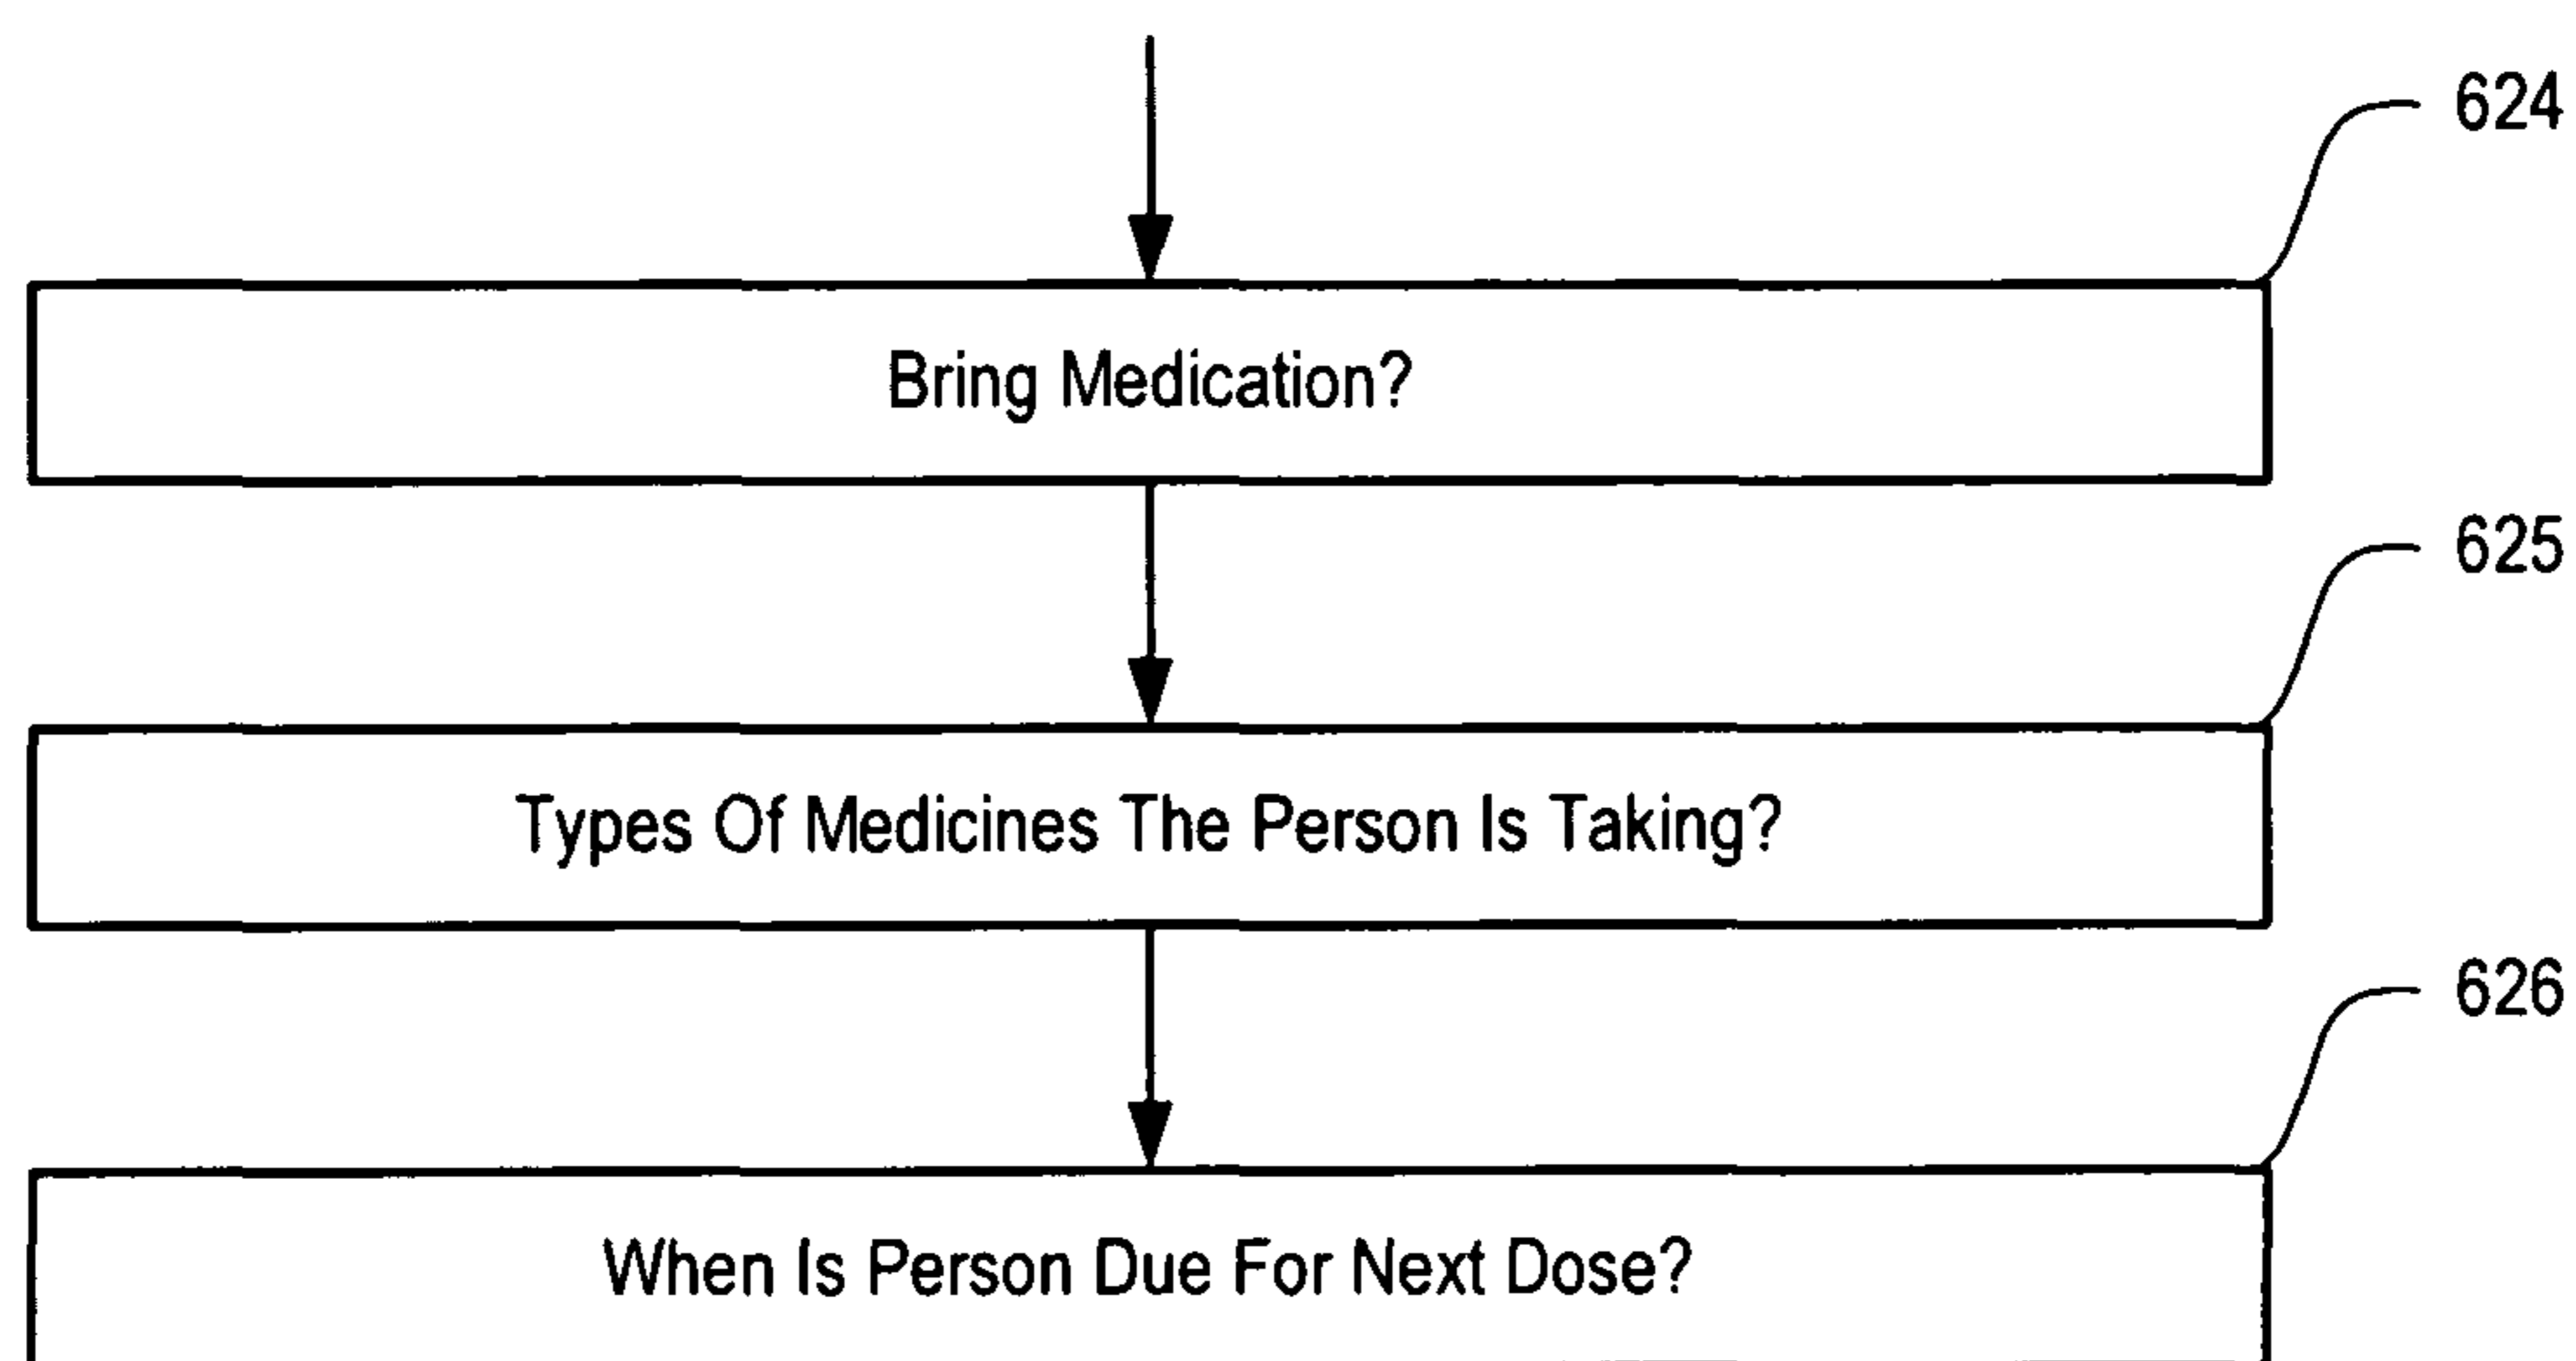 624
Bring Medication?
625
Types Of Medicines The Person Is Taking?
626
When Is Person Due For Next Dose?